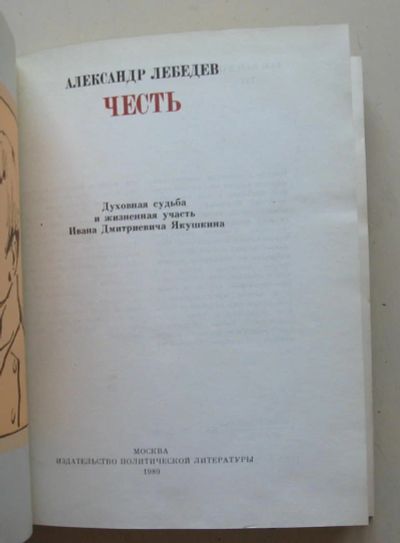 АЛЕКСАНДР ЛЕБЕДЕВ
ЧЕСТЬ
Духовная судьба
и жизненная участь
Ивана Дмитриевича Якушкина
МОСКВА
ИЗДАТЕЛЬСТВО ПОЛИТИЧЕСКОЙ ЛИТЕРАТУРЫ
1989